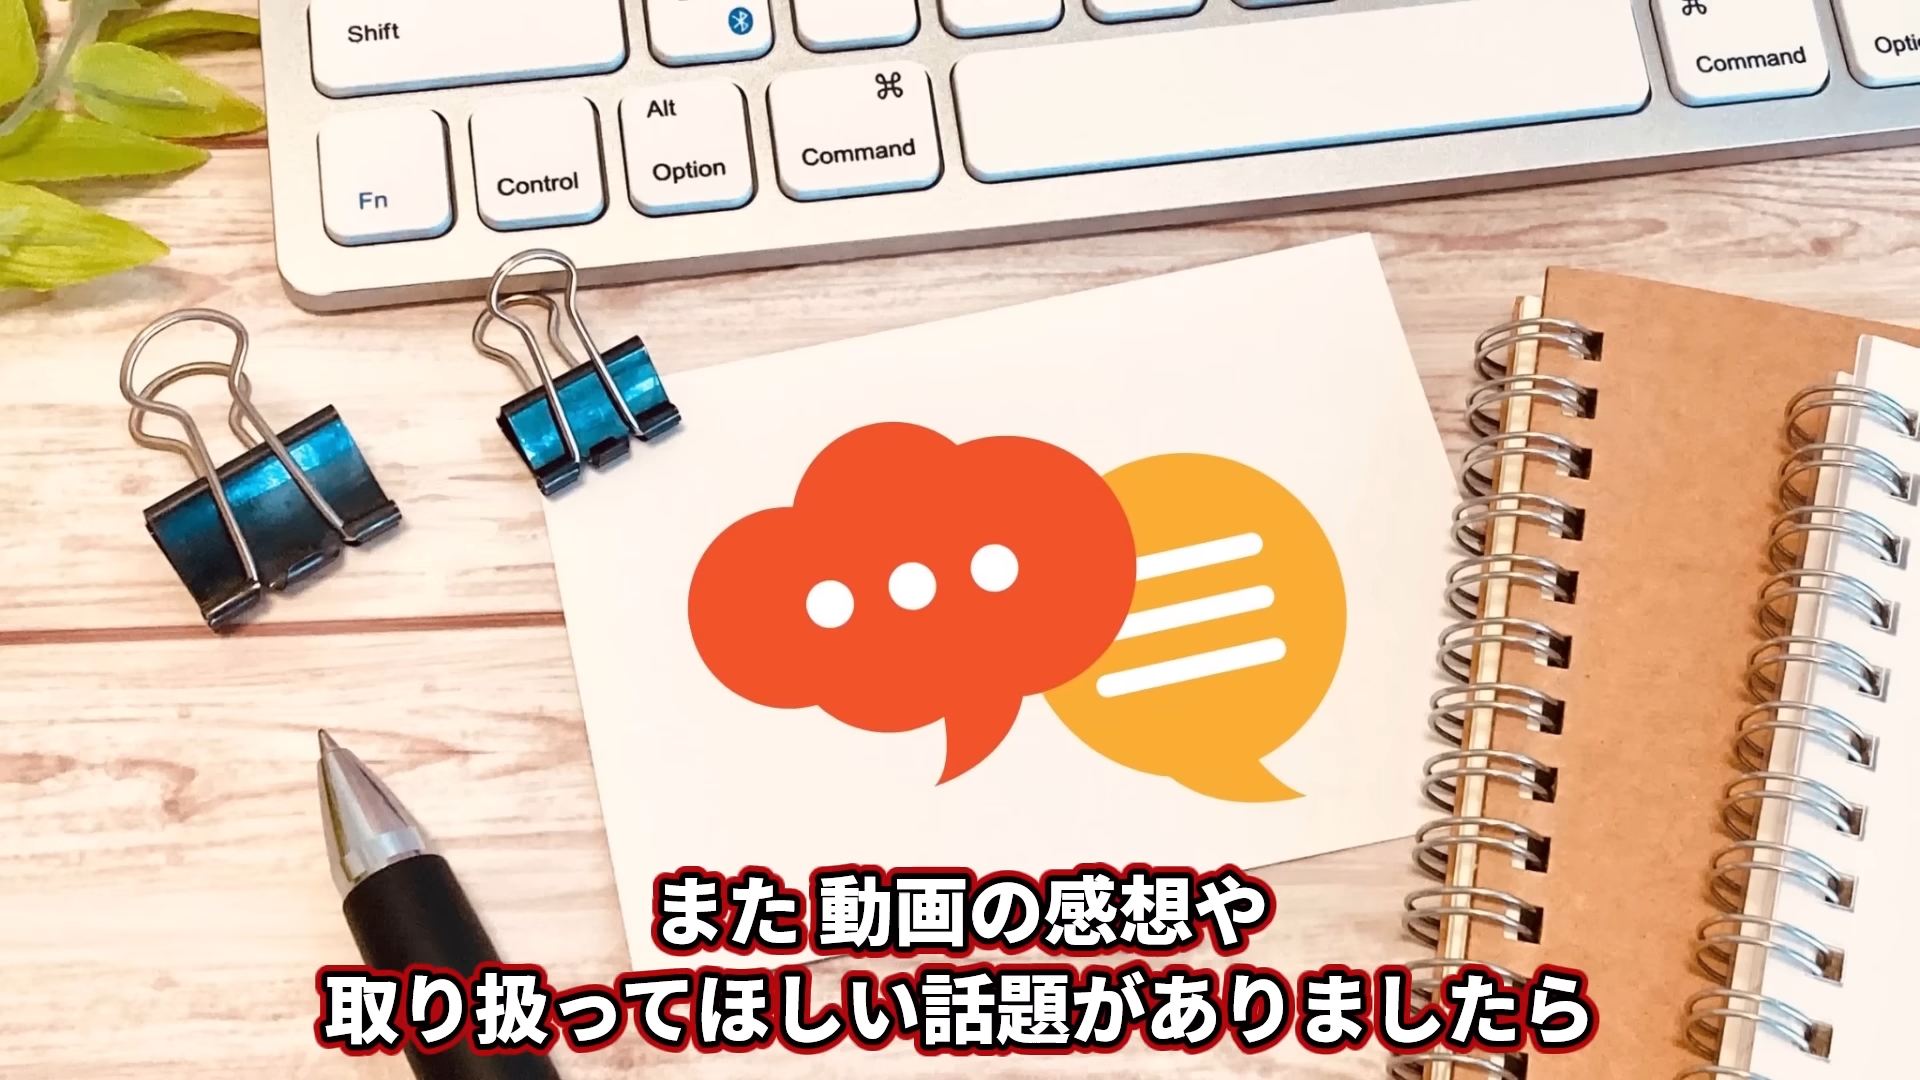 Shift
⌘
Command
Opti
Alt
⌘
Fn
Control
Option
Command
また 動画の感想や
取り扱ってほしい話題がありましたら